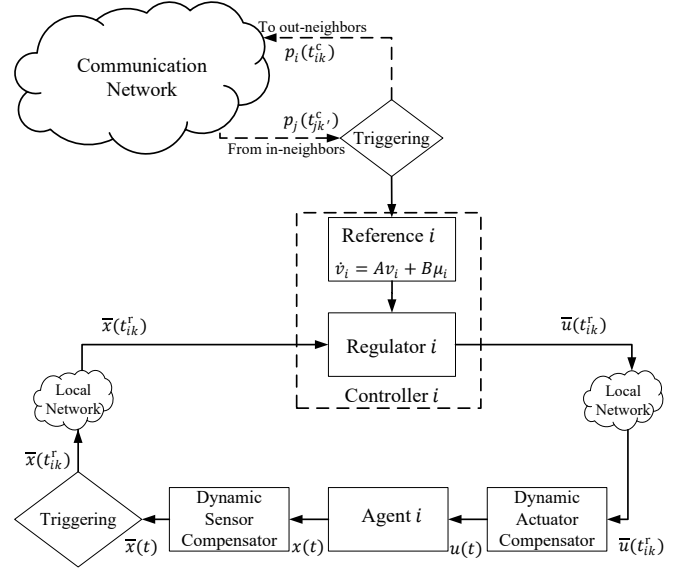 To out-neighbors
p_i(t_{ik}^c)
Communication
Network
p_j(t_{jk'}^c)
From in-neighbors
Triggering
Reference i
v̇_i = Av_i + Bμ_i
x̅(t_{ik}^r)
u̅(t_{ik}^r)
Regulator i
Controller i
Local
Network
Local
Network
x̅(t_{ik}^r)
Triggering
Dynamic
Sensor
Compensator
Agent i
Dynamic
Actuator
Compensator
x̅(t)
x(t)
u(t)
u̅(t_{ik}^r)